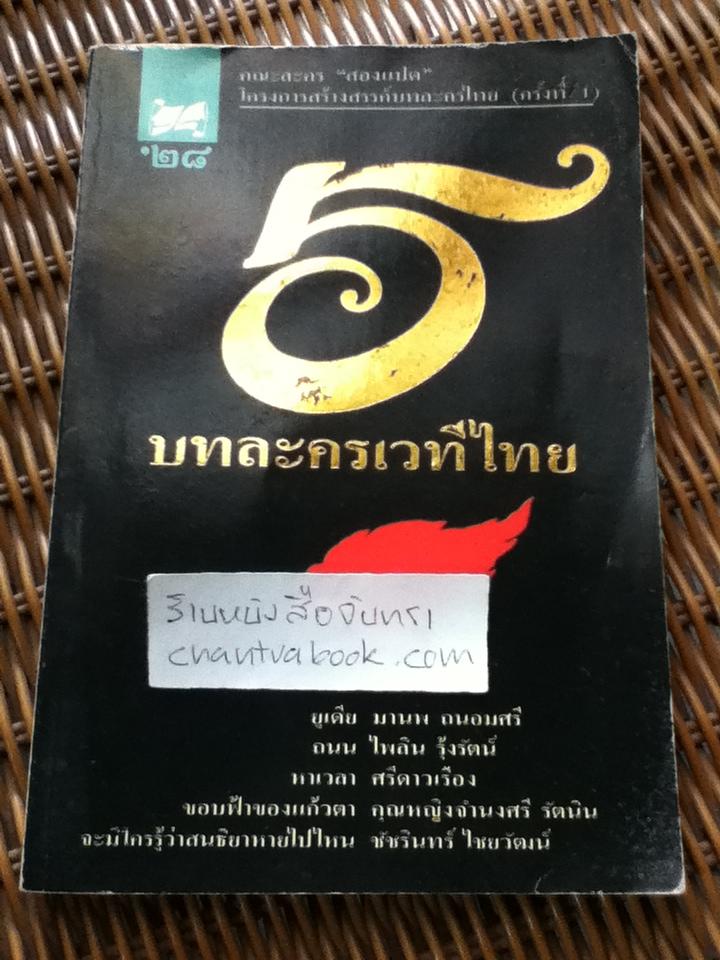 คณะละคร "สองแปด"
โครงการสร้างสรรค์บทละครไทย (ครั้งที่ 1)
'๒๘
๕
บทละครเวทีไทย
ร้านหนังสือจันทรา
chantrabook.com
ยูเดีย มานพ ถนอมศรี
ถนน ไพลิน รุ้งรัตน์
หาเวลา ศรีดาวเรือง
ขอบฟ้าของแก้วตา คุณหญิงจำนงศรี รัตนิน
จะมีใครรู้ว่าสนธิยาหายไปไหน ชัชรินทร์ ไชยวัฒน์